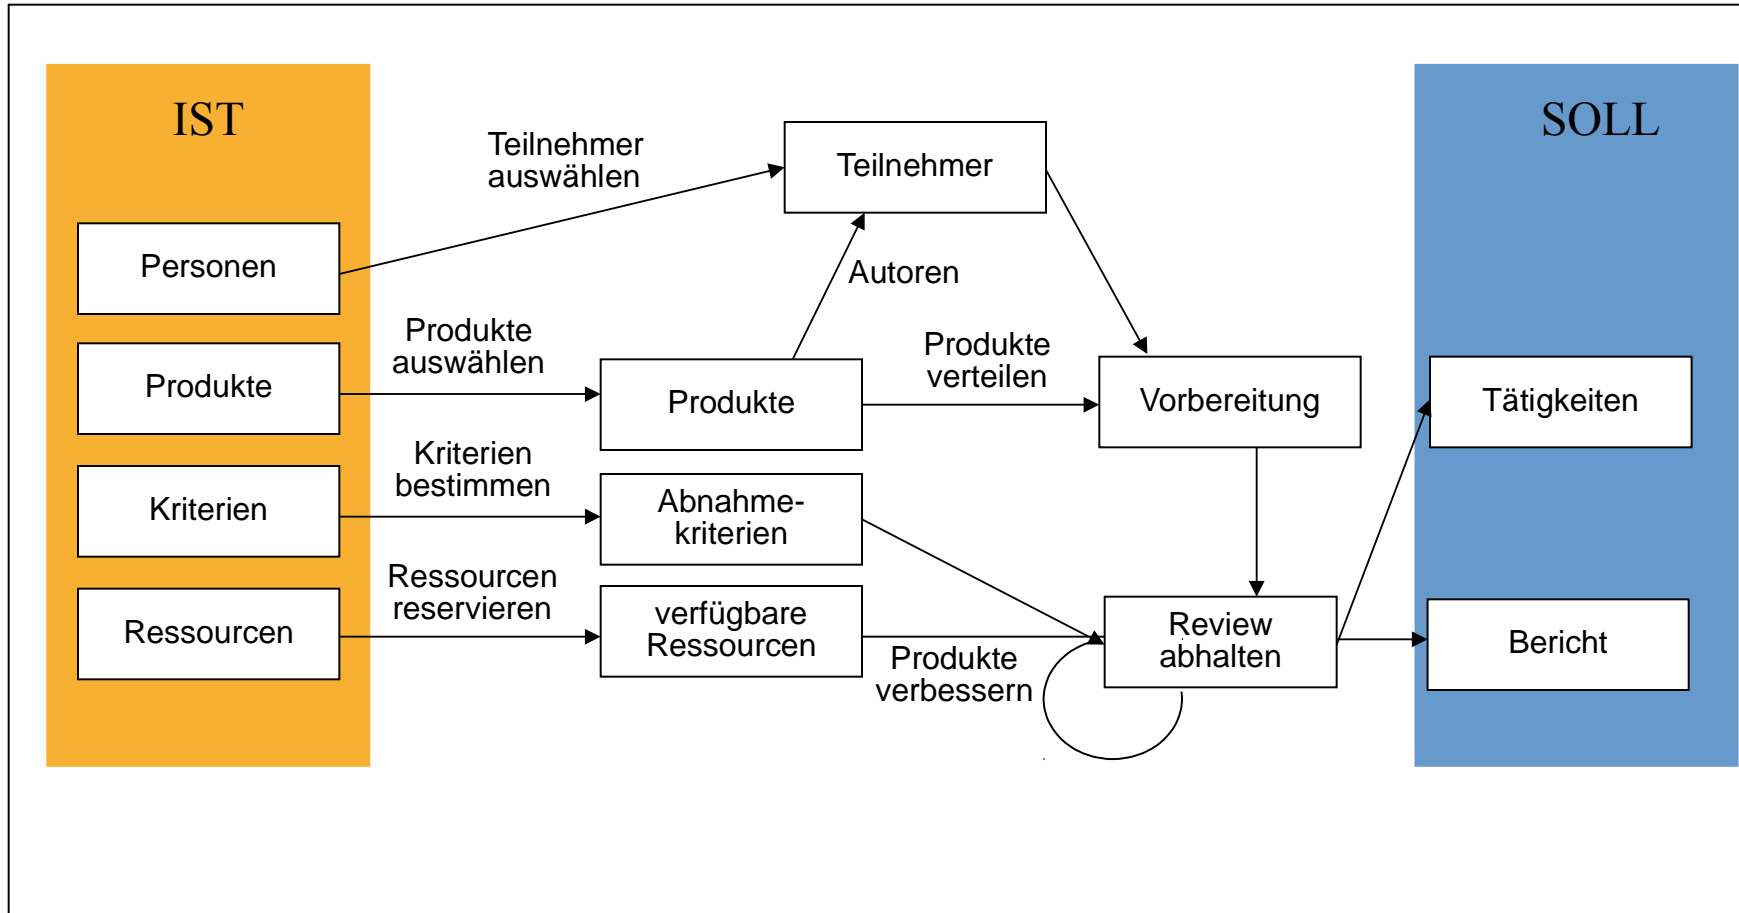 IST
SOLL
Teilnehmer
auswählen
Teilnehmer
Personen
Autoren
Produkte
auswählen
Produkte
verteilen
Produkte
Produkte
Vorbereitung
Tätigkeiten
Kriterien
bestimmen
Kriterien
Abnahme-
kriterien
Ressourcen
reservieren
Ressourcen
verfügbare
Ressourcen
Produkte
verbessern
Review
abhalten
Bericht